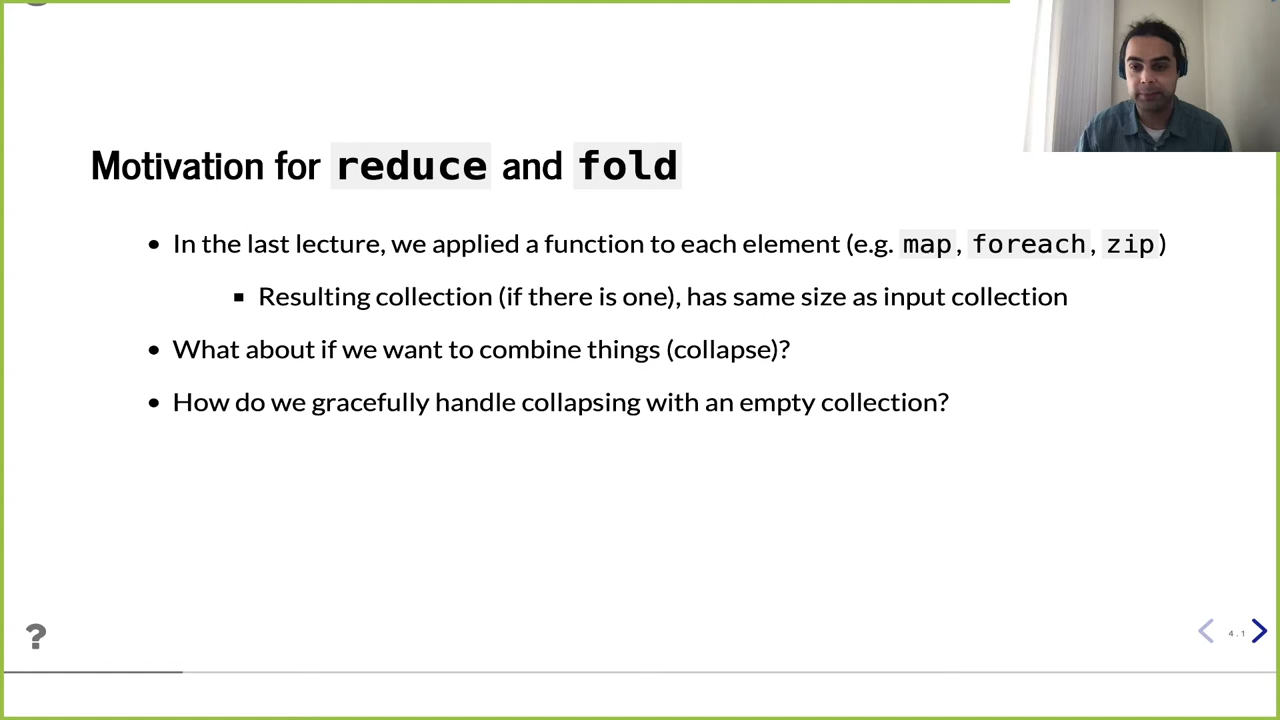 Motivation for reduce and fold
• In the last lecture, we applied a function to each element (e.g. map, foreach, zip)
▪ Resulting collection (if there is one), has same size as input collection
• What about if we want to combine things (collapse)?
• How do we gracefully handle collapsing with an empty collection?
?
4.1